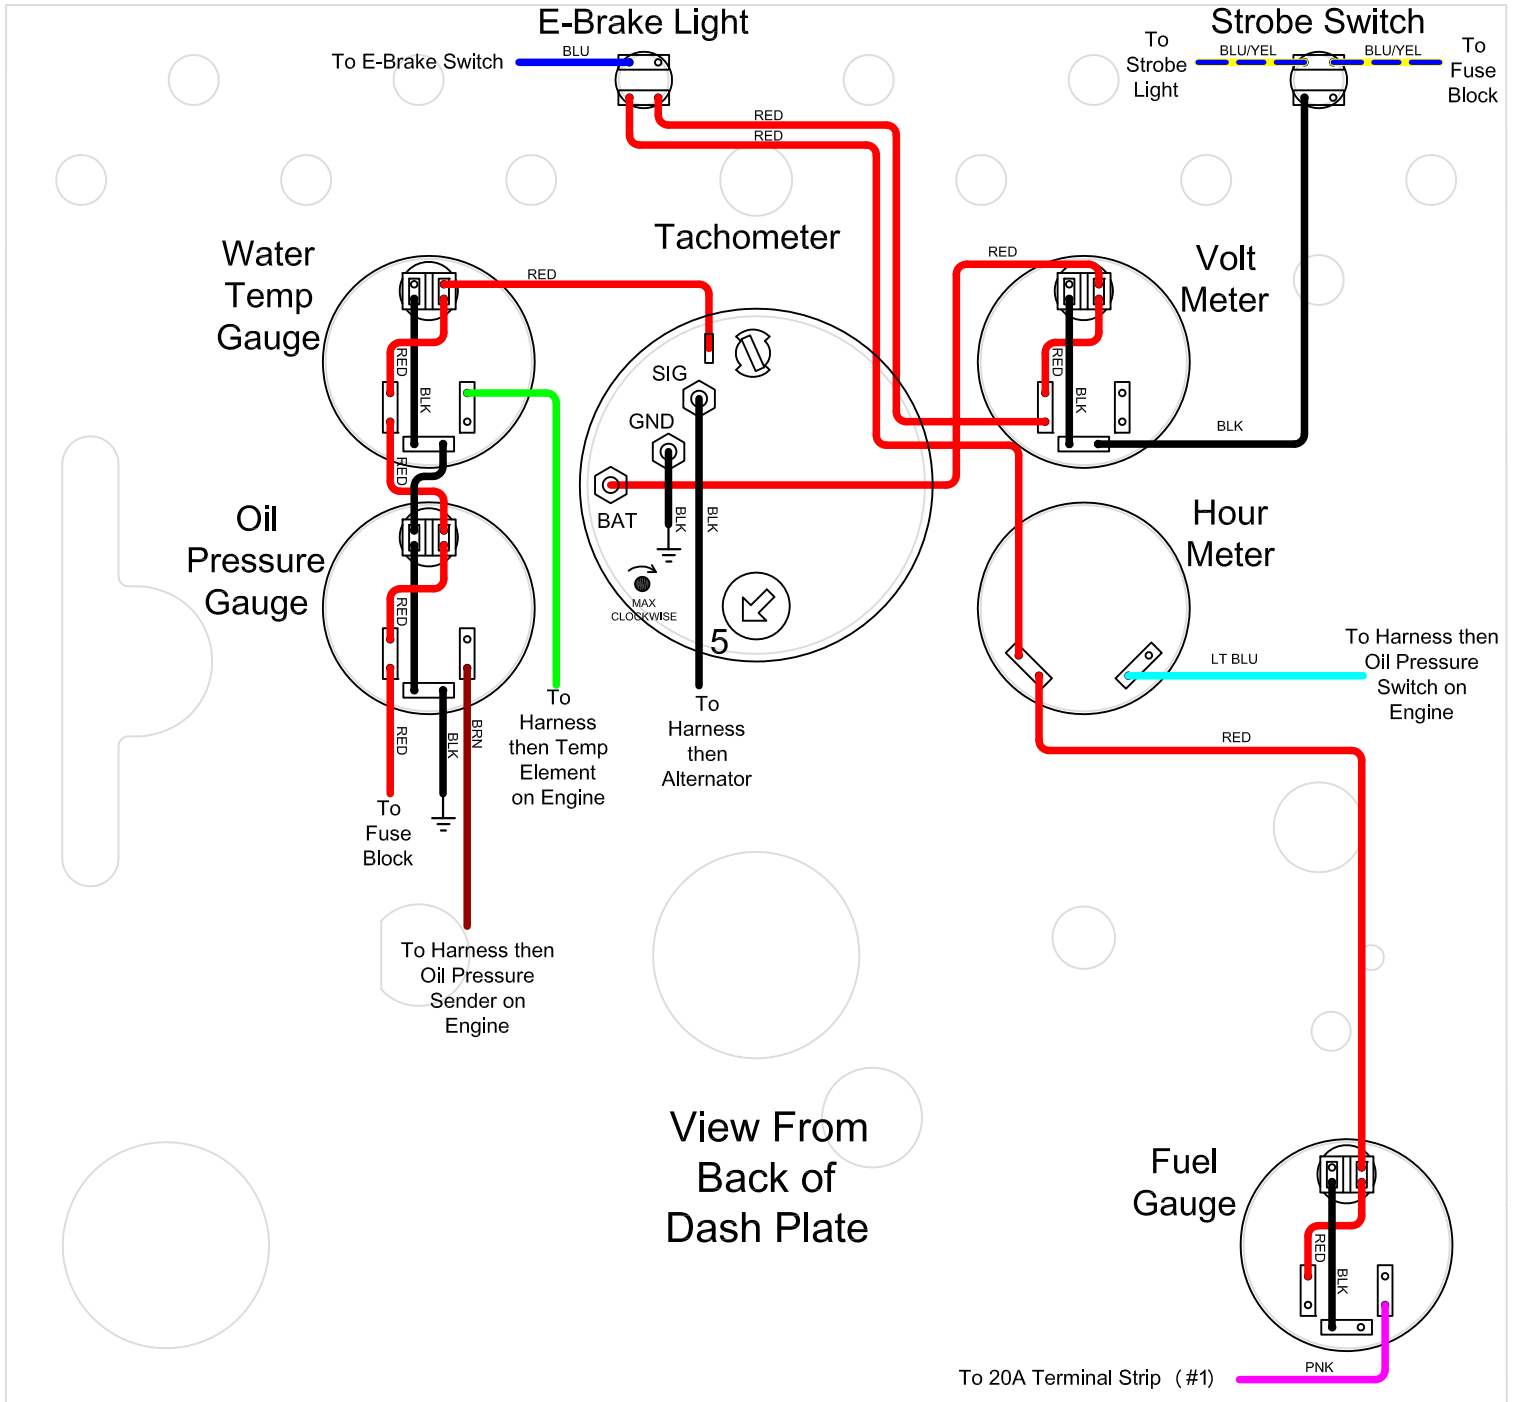 E-Brake Light
Strobe Switch
To E-Brake Switch
BLU
To
Strobe
Light
BLU/YEL
BLU/YEL
To
Fuse
Block
RED
RED
Water
Temp
Gauge
RED
Tachometer
RED
Volt
Meter
RED
BLK
SIG
GND
BAT
BLK
BLK
MAX
CLOCKWISE
5
RED
BLK
BLK
RED
Oil
Pressure
Gauge
RED
RED
BLK
BRN
To
Fuse
Block
To
Harness
then Temp
Element
on Engine
To
Harness
then
Alternator
Hour
Meter
LT BLU
To Harness then
Oil Pressure
Switch on
Engine
RED
To Harness then
Oil Pressure
Sender on
Engine
View From
Back of
Dash Plate
Fuel
Gauge
RED
BLK
PNK
To 20A Terminal Strip (#1)